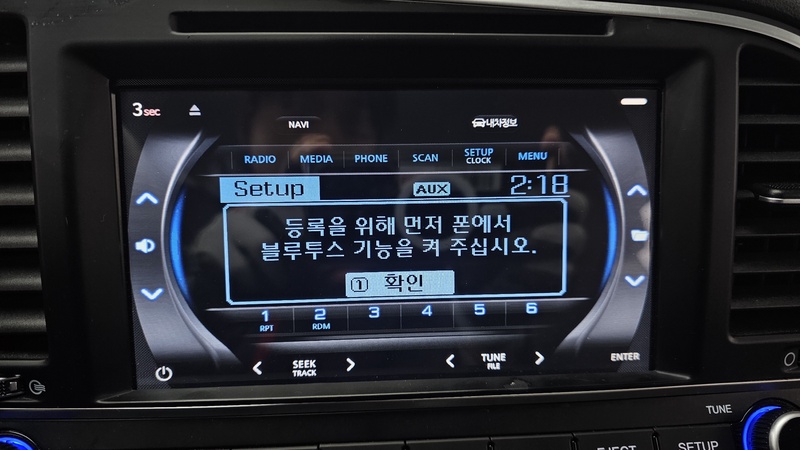 3 sec
NAVI
내차정보
RADIO MEDIA PHONE SCAN SETUP CLOCK MENU
Setup AUX 2:18
등록을 위해 먼저 폰에서
블루투스 기능을 켜 주십시오.
① 확인
1 2 3 4 5 6
RPT RDM
SEEK TRACK
TUNE FILE
ENTER
TUNE
EJECT
SETUP